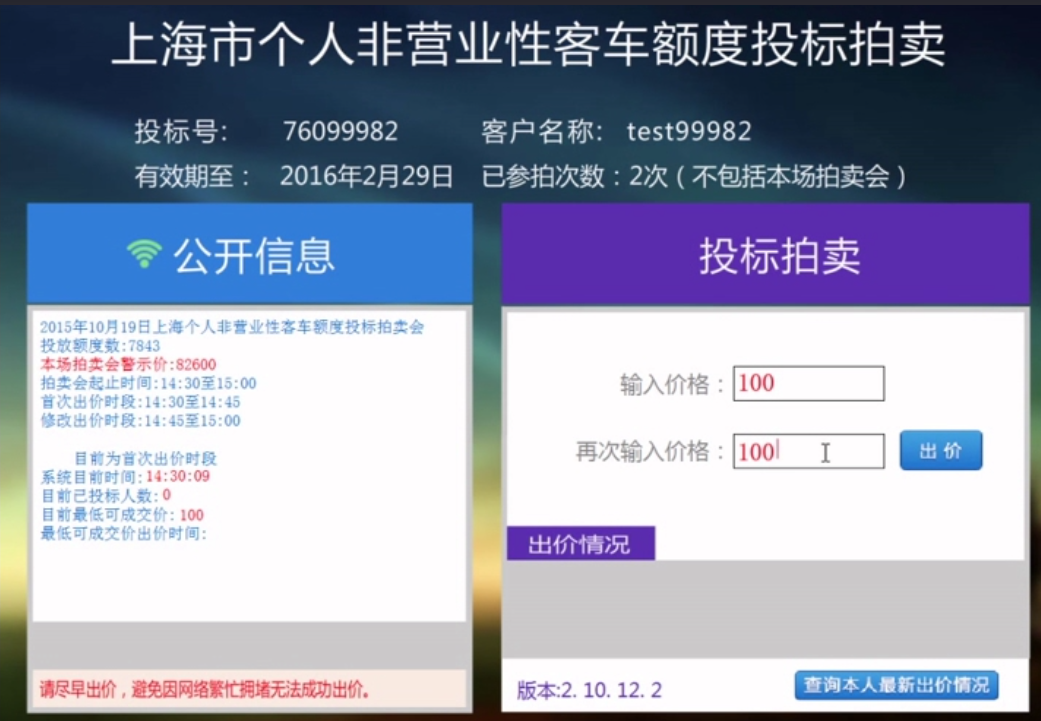 上海市个人非营业性客车额度投标拍卖
投标号: 76099982 客户名称: test99982
有效期至: 2016年2月29日 已参拍次数:2次(不包括本场拍卖会)
公开信息
2015年10月19日上海个人非营业性客车额度投标拍卖会
投放额度数:7843
本场拍卖会警示价:82600
拍卖会起止时间:14:30至15:00
首次出价时段:14:30至14:45
修改出价时段:14:45至15:00
目前为首次出价时段
系统目前时间:14:30:09
目前已投标人数:0
目前最低可成交价:100
最低可成交价出价时间:
请尽早出价,避免因网络繁忙拥堵无法成功出价。
投标拍卖
输入价格: 100
再次输入价格: 100 出价
出价情况
版本:2.10.12.2 查询本人最新出价情况